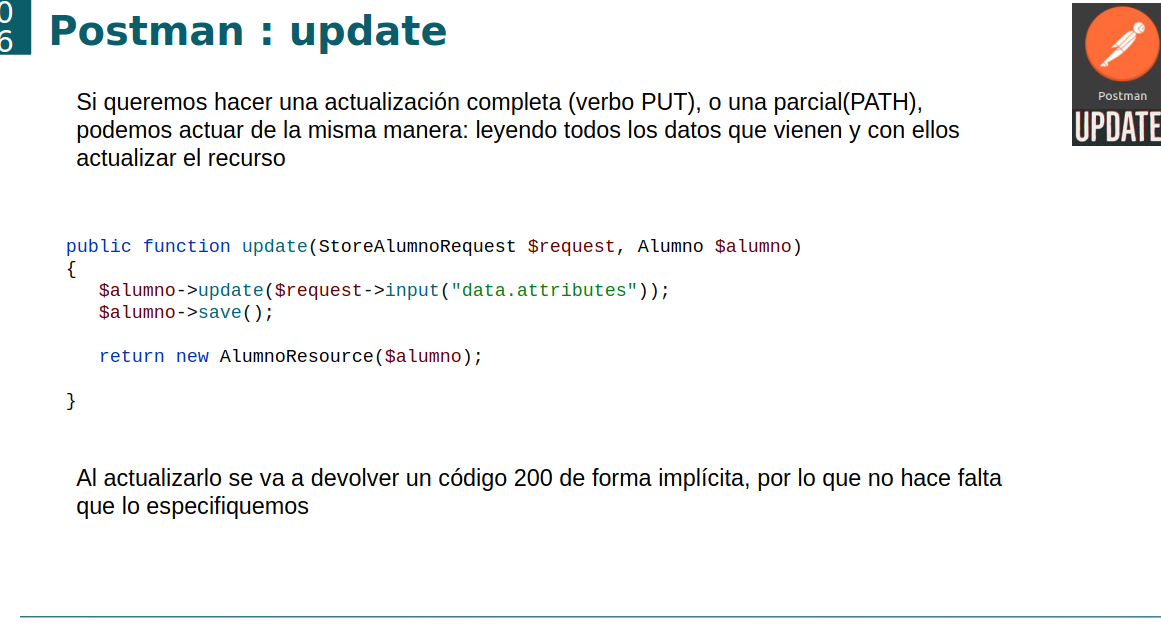 0
6
Postman : update
Postman
UPDATE
Si queremos hacer una actualización completa (verbo PUT), o una parcial(PATH),
podemos actuar de la misma manera: leyendo todos los datos que vienen y con ellos
actualizar el recurso
public function update(StoreAlumnoRequest $request, Alumno $alumno)
{
$alumno->update($request->input("data.attributes"));
$alumno->save();
return new AlumnoResource($alumno);
}
Al actualizarlo se va a devolver un código 200 de forma implícita, por lo que no hace falta
que lo especifiquemos